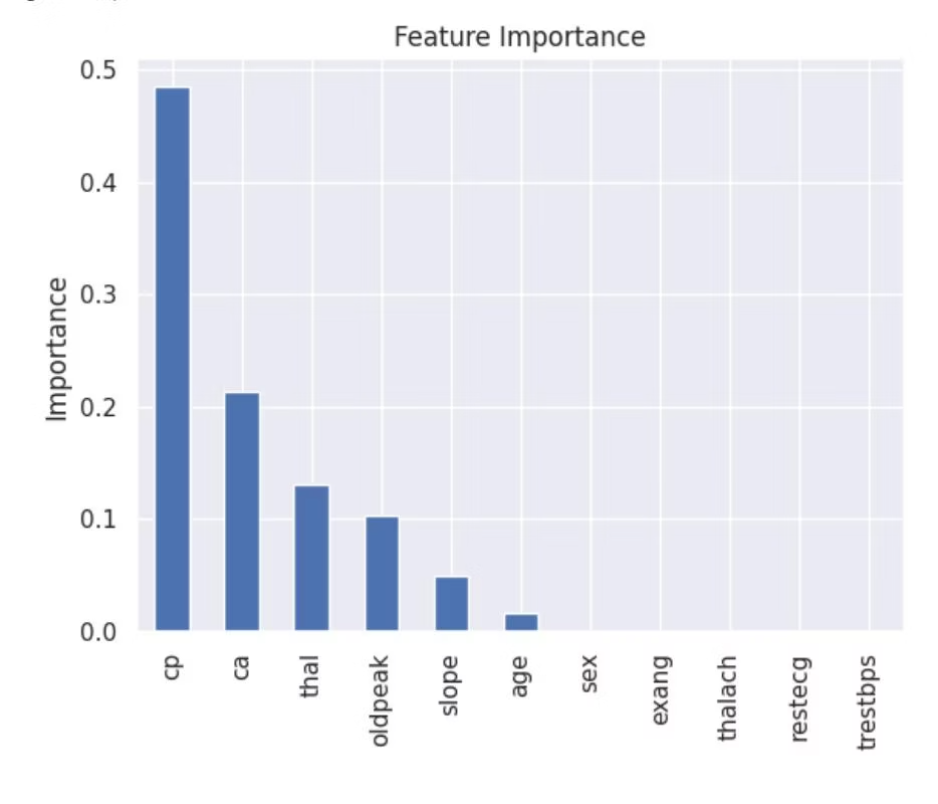 Feature Importance
0.5
0.4
0.3
0.2
0.1
0.0
Importance
cp
ca
thal
oldpeak
slope
age
sex
exang
thalach
restecg
trestbps